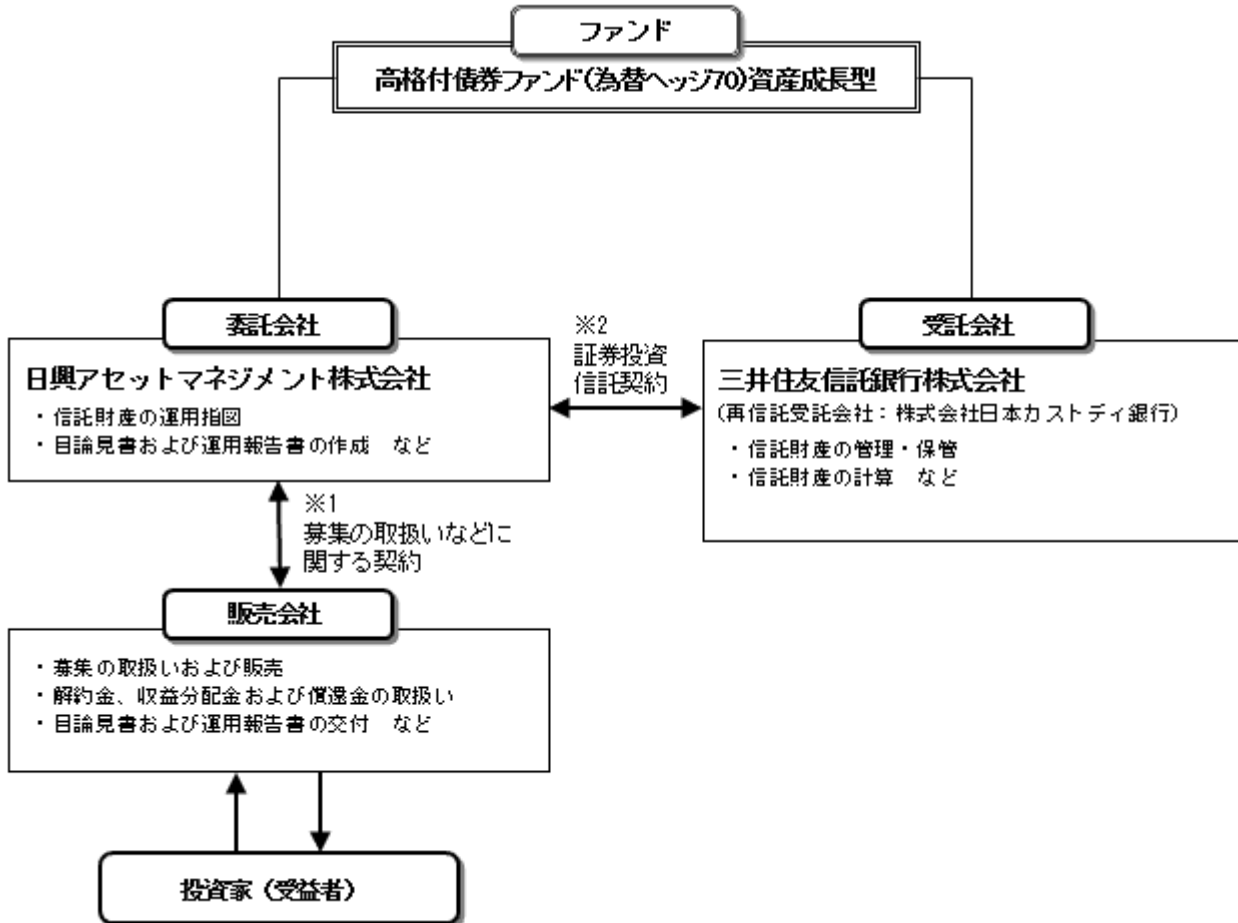 ファンド
高格付債券ファンド(為替ヘッジ70)資産成長型
委託会社
日興アセットマネジメント株式会社
・信託財産の運用指図
・目論見書および運用報告書の作成　など
※2
証券投資
信託契約
受託会社
三井住友信託銀行株式会社
(再信託受託会社：株式会社日本カストディ銀行)
・信託財産の管理・保管
・信託財産の計算　など
※1
募集の取扱いなどに
関する契約
販売会社
・募集の取扱いおよび販売
・解約金、収益分配金および償還金の取扱い
・目論見書および運用報告書の交付　など
投資家（受益者）